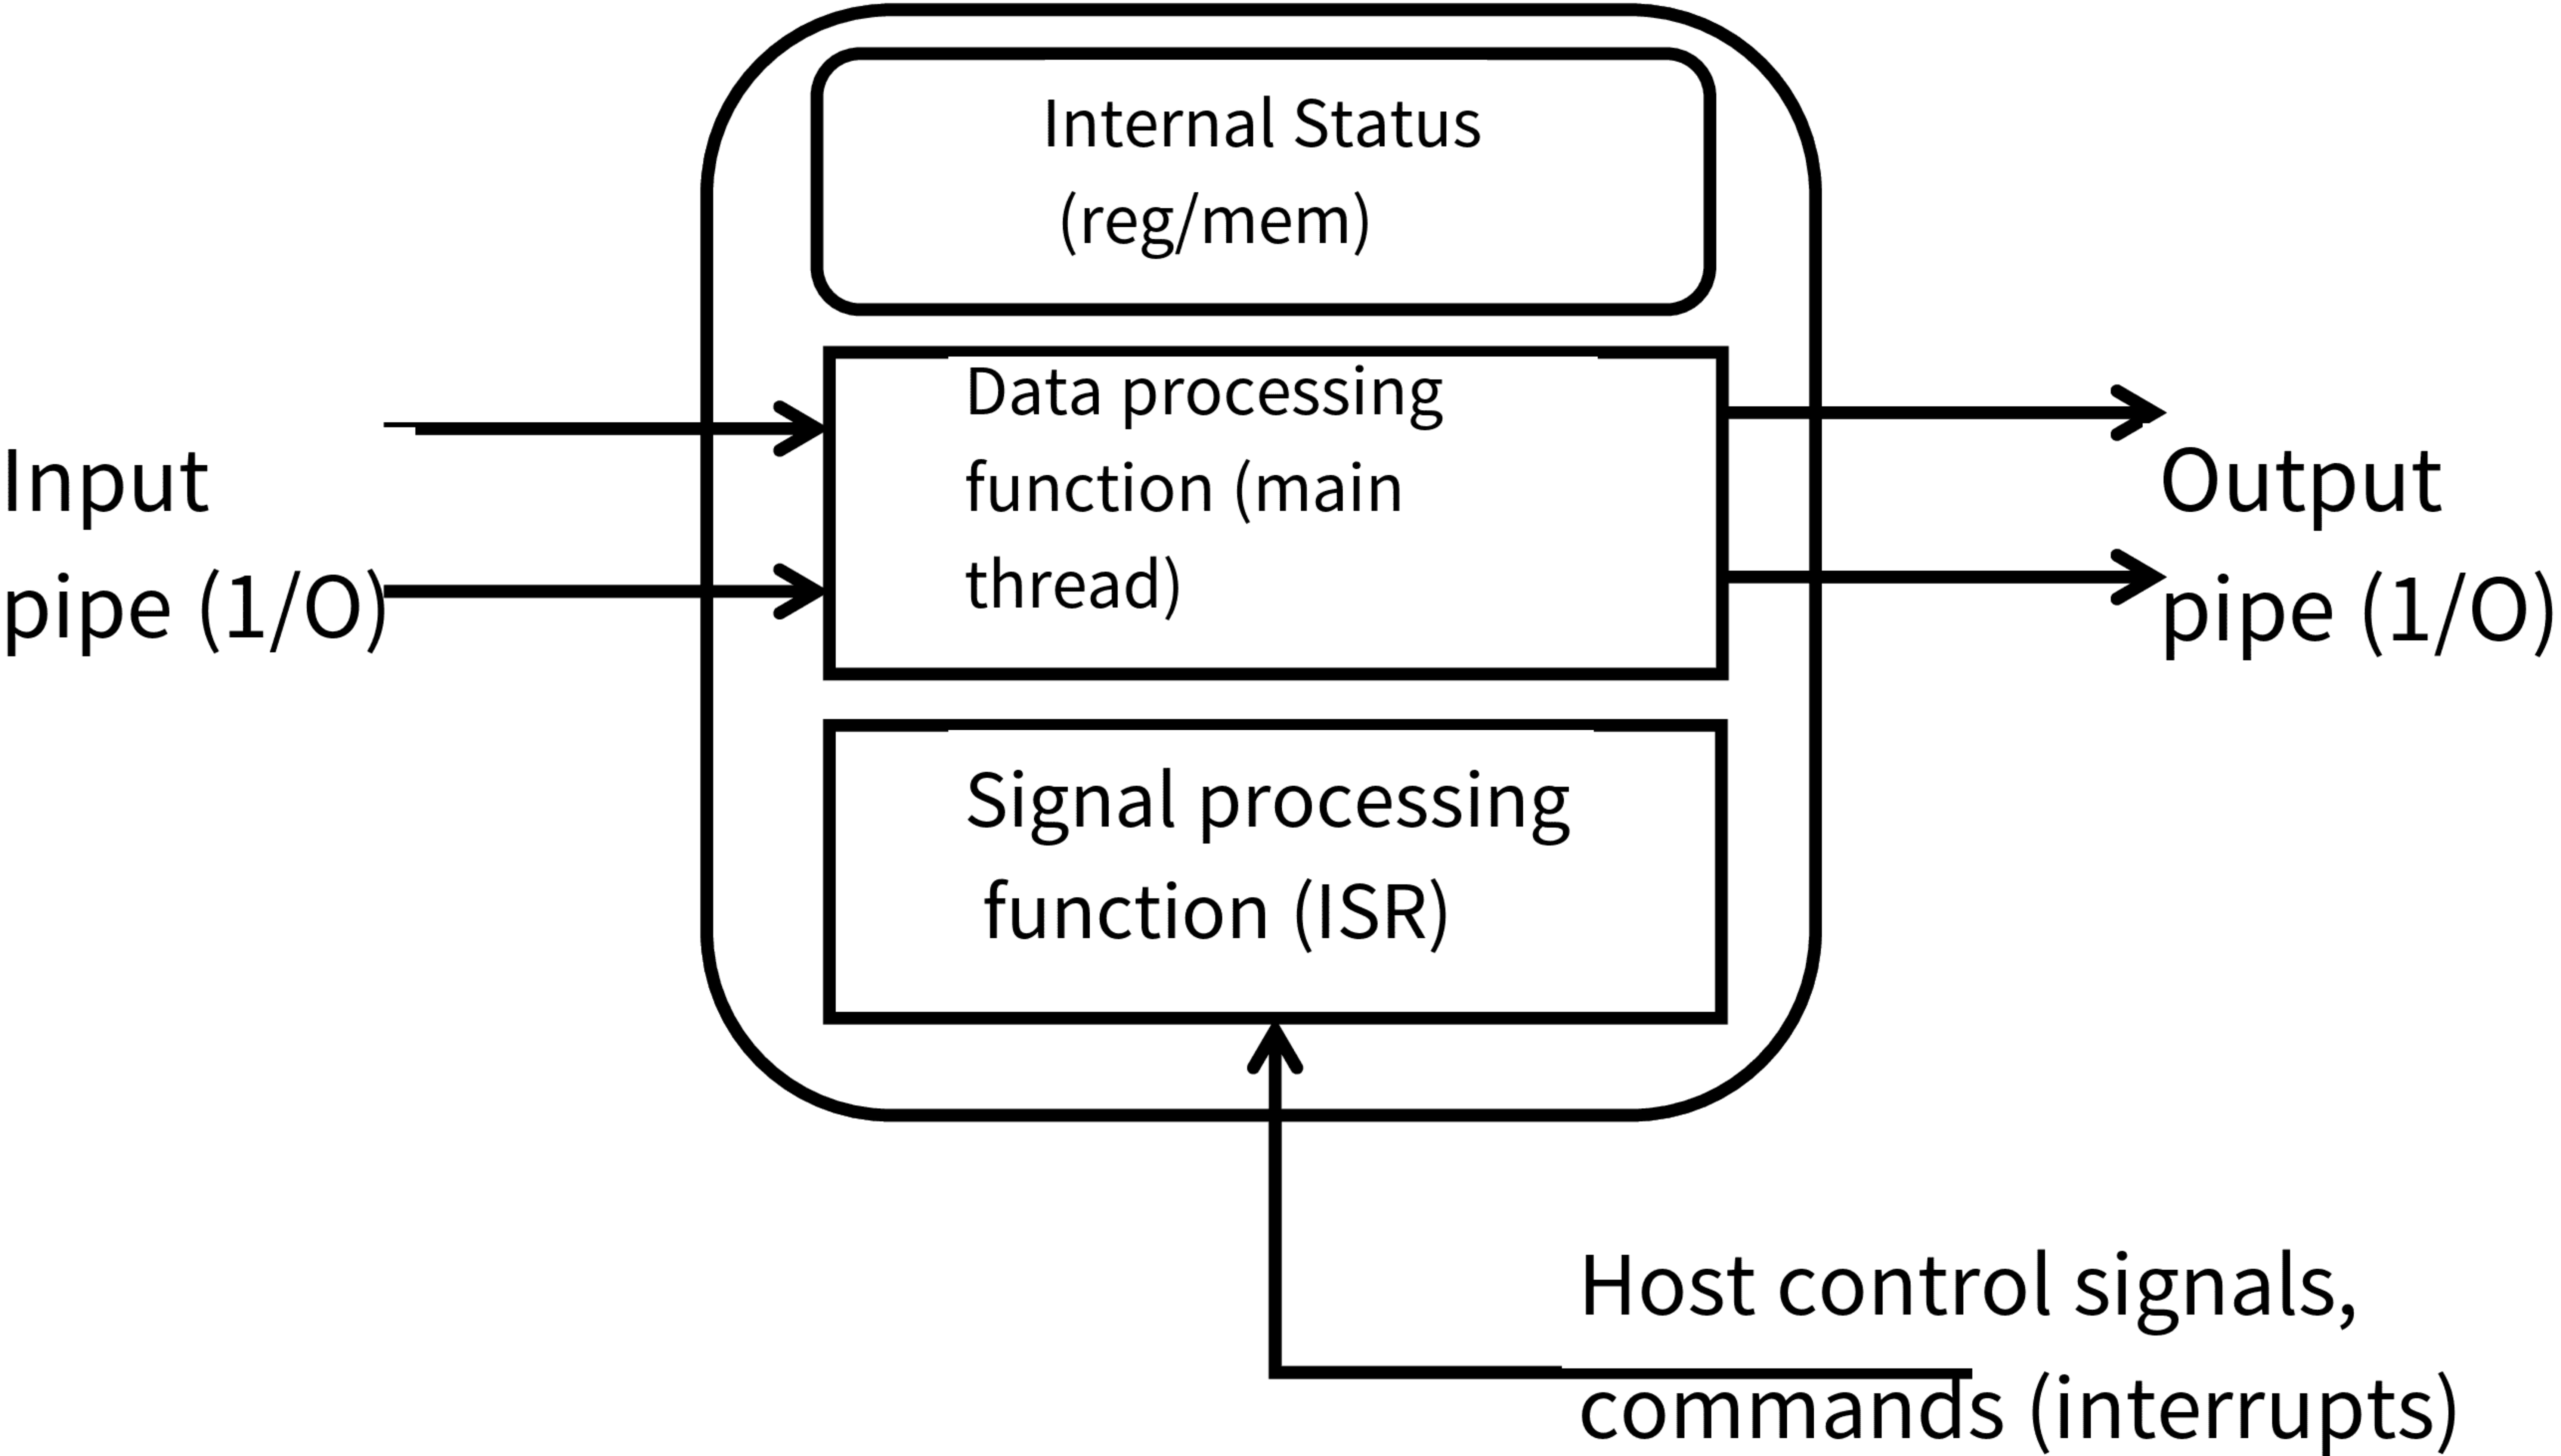 Internal Status
(reg/mem)
Data processing
function (main
thread)
Input
pipe (1/O)
Output
pipe (1/O)
Signal processing
function (ISR)
Host control signals,
commands (interrupts)